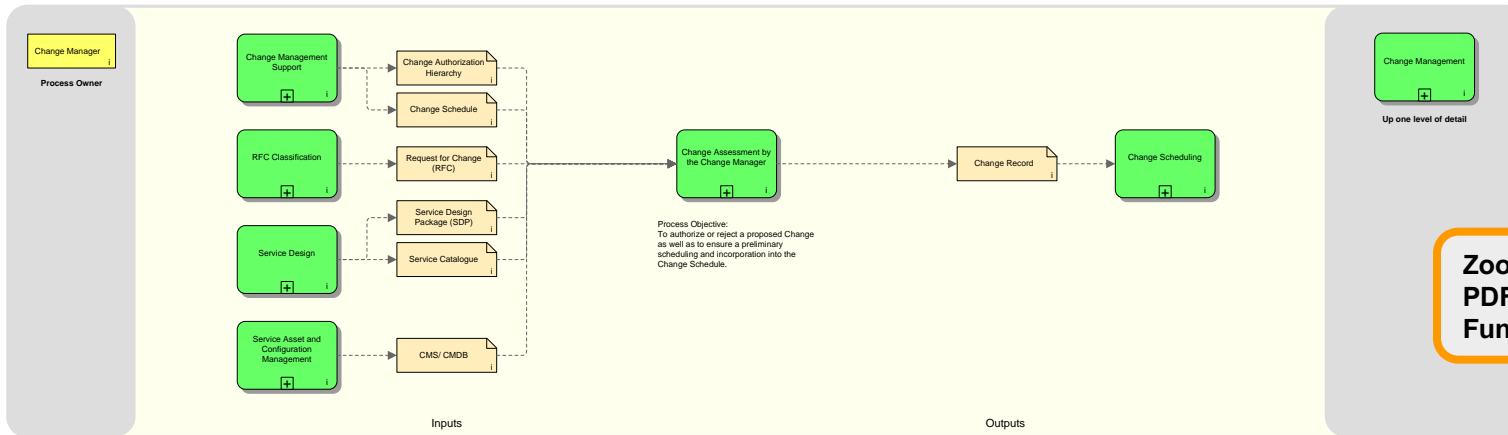 Change Manager
i
Process Owner
Change Management
Support
i
Change Authorization
Hierarchy
i
Change Schedule
i
RFC Classification
i
Request for Change
(RFC)
i
Service Design
i
Service Design
Package (SDP)
i
Service Catalogue
i
Service Asset and
Configuration
Management
i
CMS/ CMDB
i
Inputs
Change Assessment by
the Change Manager
i
Process Objective:
To authorize or reject a proposed Change
as well as to ensure a preliminary
scheduling and incorporation into the
Change Schedule.
Change Record
i
Change Scheduling
i
Outputs
Change Management
i
Up one level of detail
Zoo
PDF
Fun